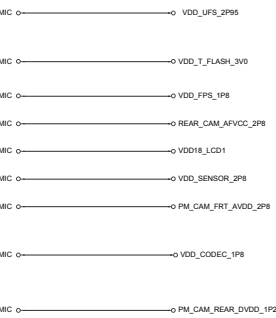 MIC VDD_UFS_2P95
MIC VDD_T_FLASH_3V0
MIC VDD_FPS_1P8
MIC REAR_CAM_AFVCC_2P8
MIC VDD18_LCD1
MIC VDD_SENSOR_2P8
MIC PM_CAM_FRT_AVDD_2P8
MIC VDD_CODEC_1P8
MIC PM_CAM_REAR_DVDD_1P2